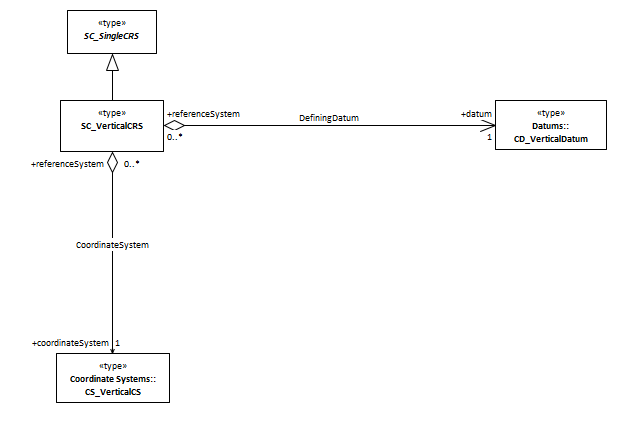 «type»
SC_SingleCRS
«type»
SC_VerticalCRS
+referenceSystem
0..*
DefiningDatum
+datum
1
«type»
Datums::
CD_VerticalDatum
+referenceSystem
0..*
CoordinateSystem
+coordinateSystem
1
«type»
Coordinate Systems::
CS_VerticalCS